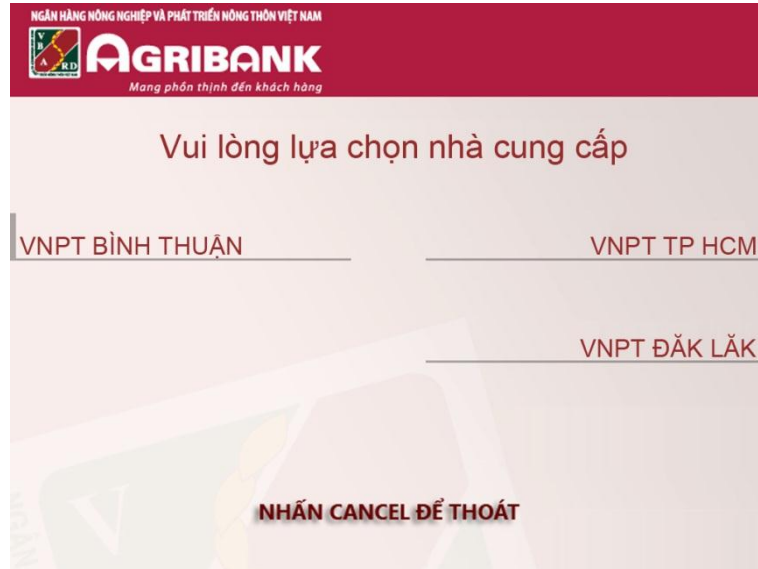 NGÂN HÀNG NÔNG NGHIỆP VÀ PHÁT TRIỂN NÔNG THÔN VIỆT NAM
V B A RD
AGRIBANK
Mang phồn thịnh đến khách hàng
Vui lòng lựa chọn nhà cung cấp
VNPT BÌNH THUẬN
VNPT TP HCM
VNPT ĐĂK LĂK
V
NGÂN
NHẤN CANCEL ĐỂ THOÁT